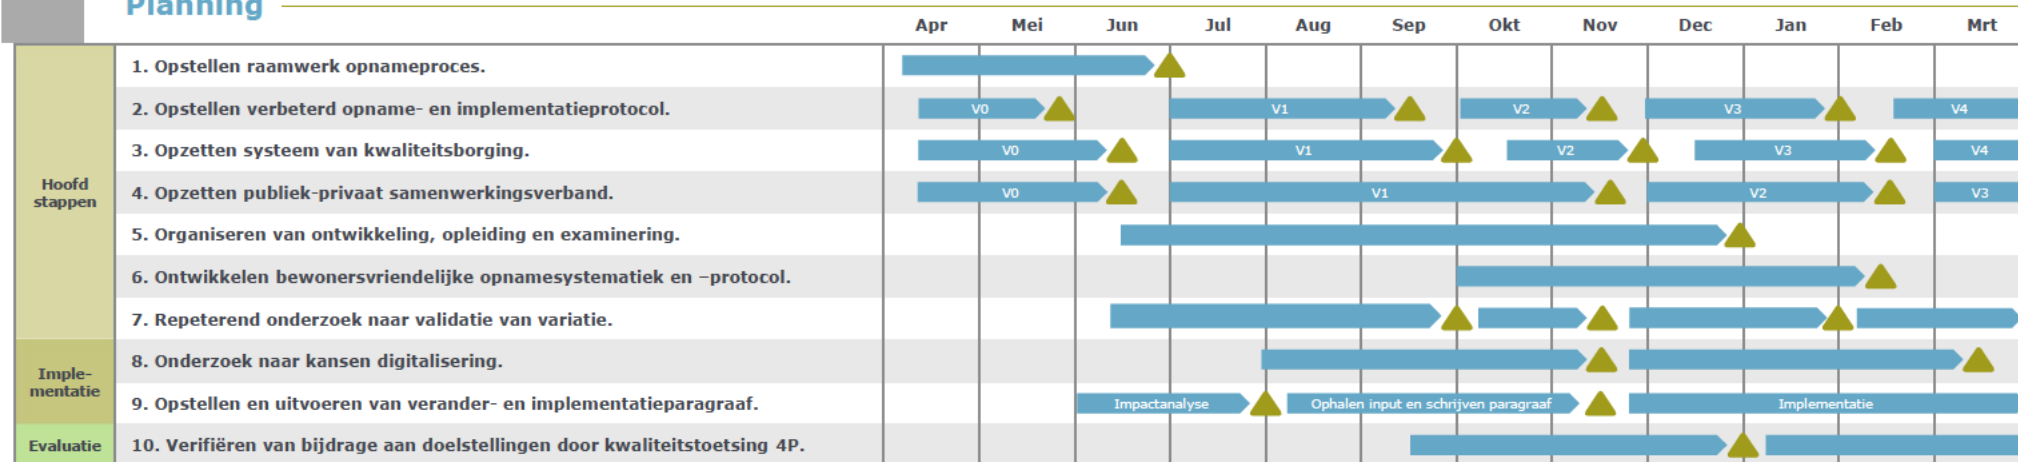 Planning
Apr Mei Jun Jul Aug Sep Okt Nov Dec Jan Feb Mrt
Hoofd
stappen
1. Opstellen raamwerk opnameproces.
2. Opstellen verbeterd opname- en implementatieprotocol.
V0 V1 V2 V3 V4
3. Opzetten systeem van kwaliteitsborging.
V0 V1 V2 V3 V4
4. Opzetten publiek-privaat samenwerkingsverband.
V0 V1 V2 V3
5. Organiseren van ontwikkeling, opleiding en examinering.
6. Ontwikkelen bewonersvriendelijke opnamesystematiek en –protocol.
7. Repeterend onderzoek naar validatie van variatie.
Imple-
mentatie
8. Onderzoek naar kansen digitalisering.
9. Opstellen en uitvoeren van verander- en implementatieparagraaf.
Impactanalyse Ophalen input en schrijven paragraaf Implementatie
Evaluatie
10. Verifiëren van bijdrage aan doelstellingen door kwaliteitstoetsing 4P.